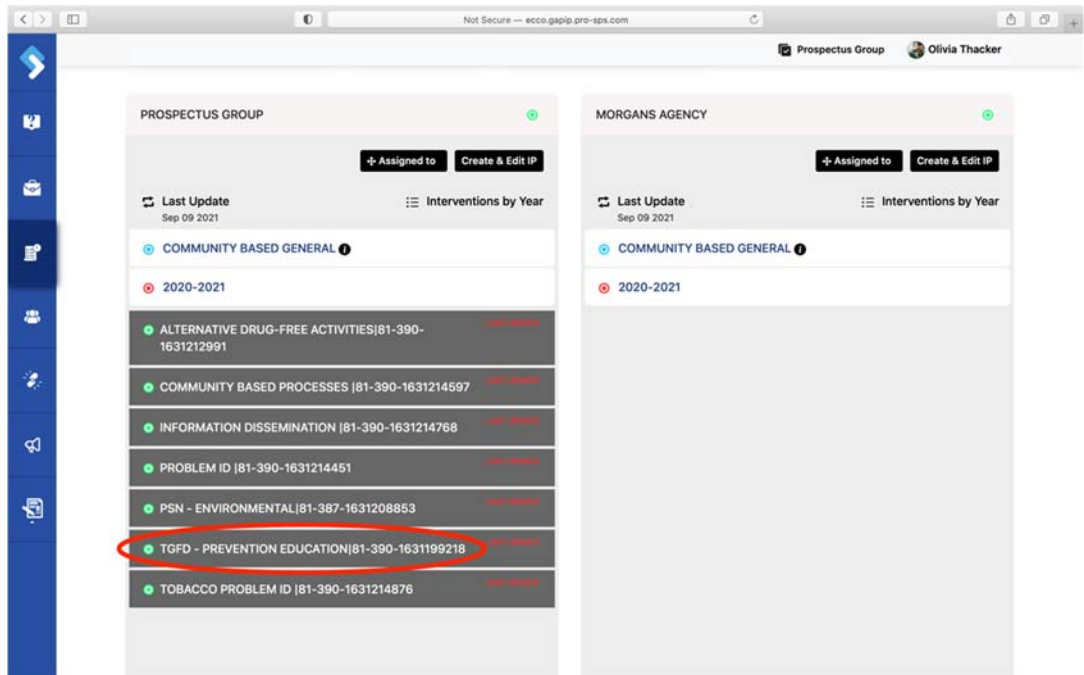 Not Secure — ecco.gapip.pro-sps.com
Prospectus Group
Olivia Thacker
PROSPECTUS GROUP
Assigned to
Create & Edit IP
Last Update
Interventions by Year
Sep 09 2021
COMMUNITY BASED GENERAL
2020-2021
ALTERNATIVE DRUG-FREE ACTIVITIES|81-390-
1631212991
COMMUNITY BASED PROCESSES |81-390-1631214597
INFORMATION DISSEMINATION |81-390-1631214768
PROBLEM ID |81-390-1631214451
PSN - ENVIRONMENTAL|81-387-1631208853
TGFD - PREVENTION EDUCATION|81-390-1631199218
TOBACCO PROBLEM ID |81-390-1631214876
MORGANS AGENCY
Assigned to
Create & Edit IP
Last Update
Interventions by Year
Sep 09 2021
COMMUNITY BASED GENERAL
2020-2021